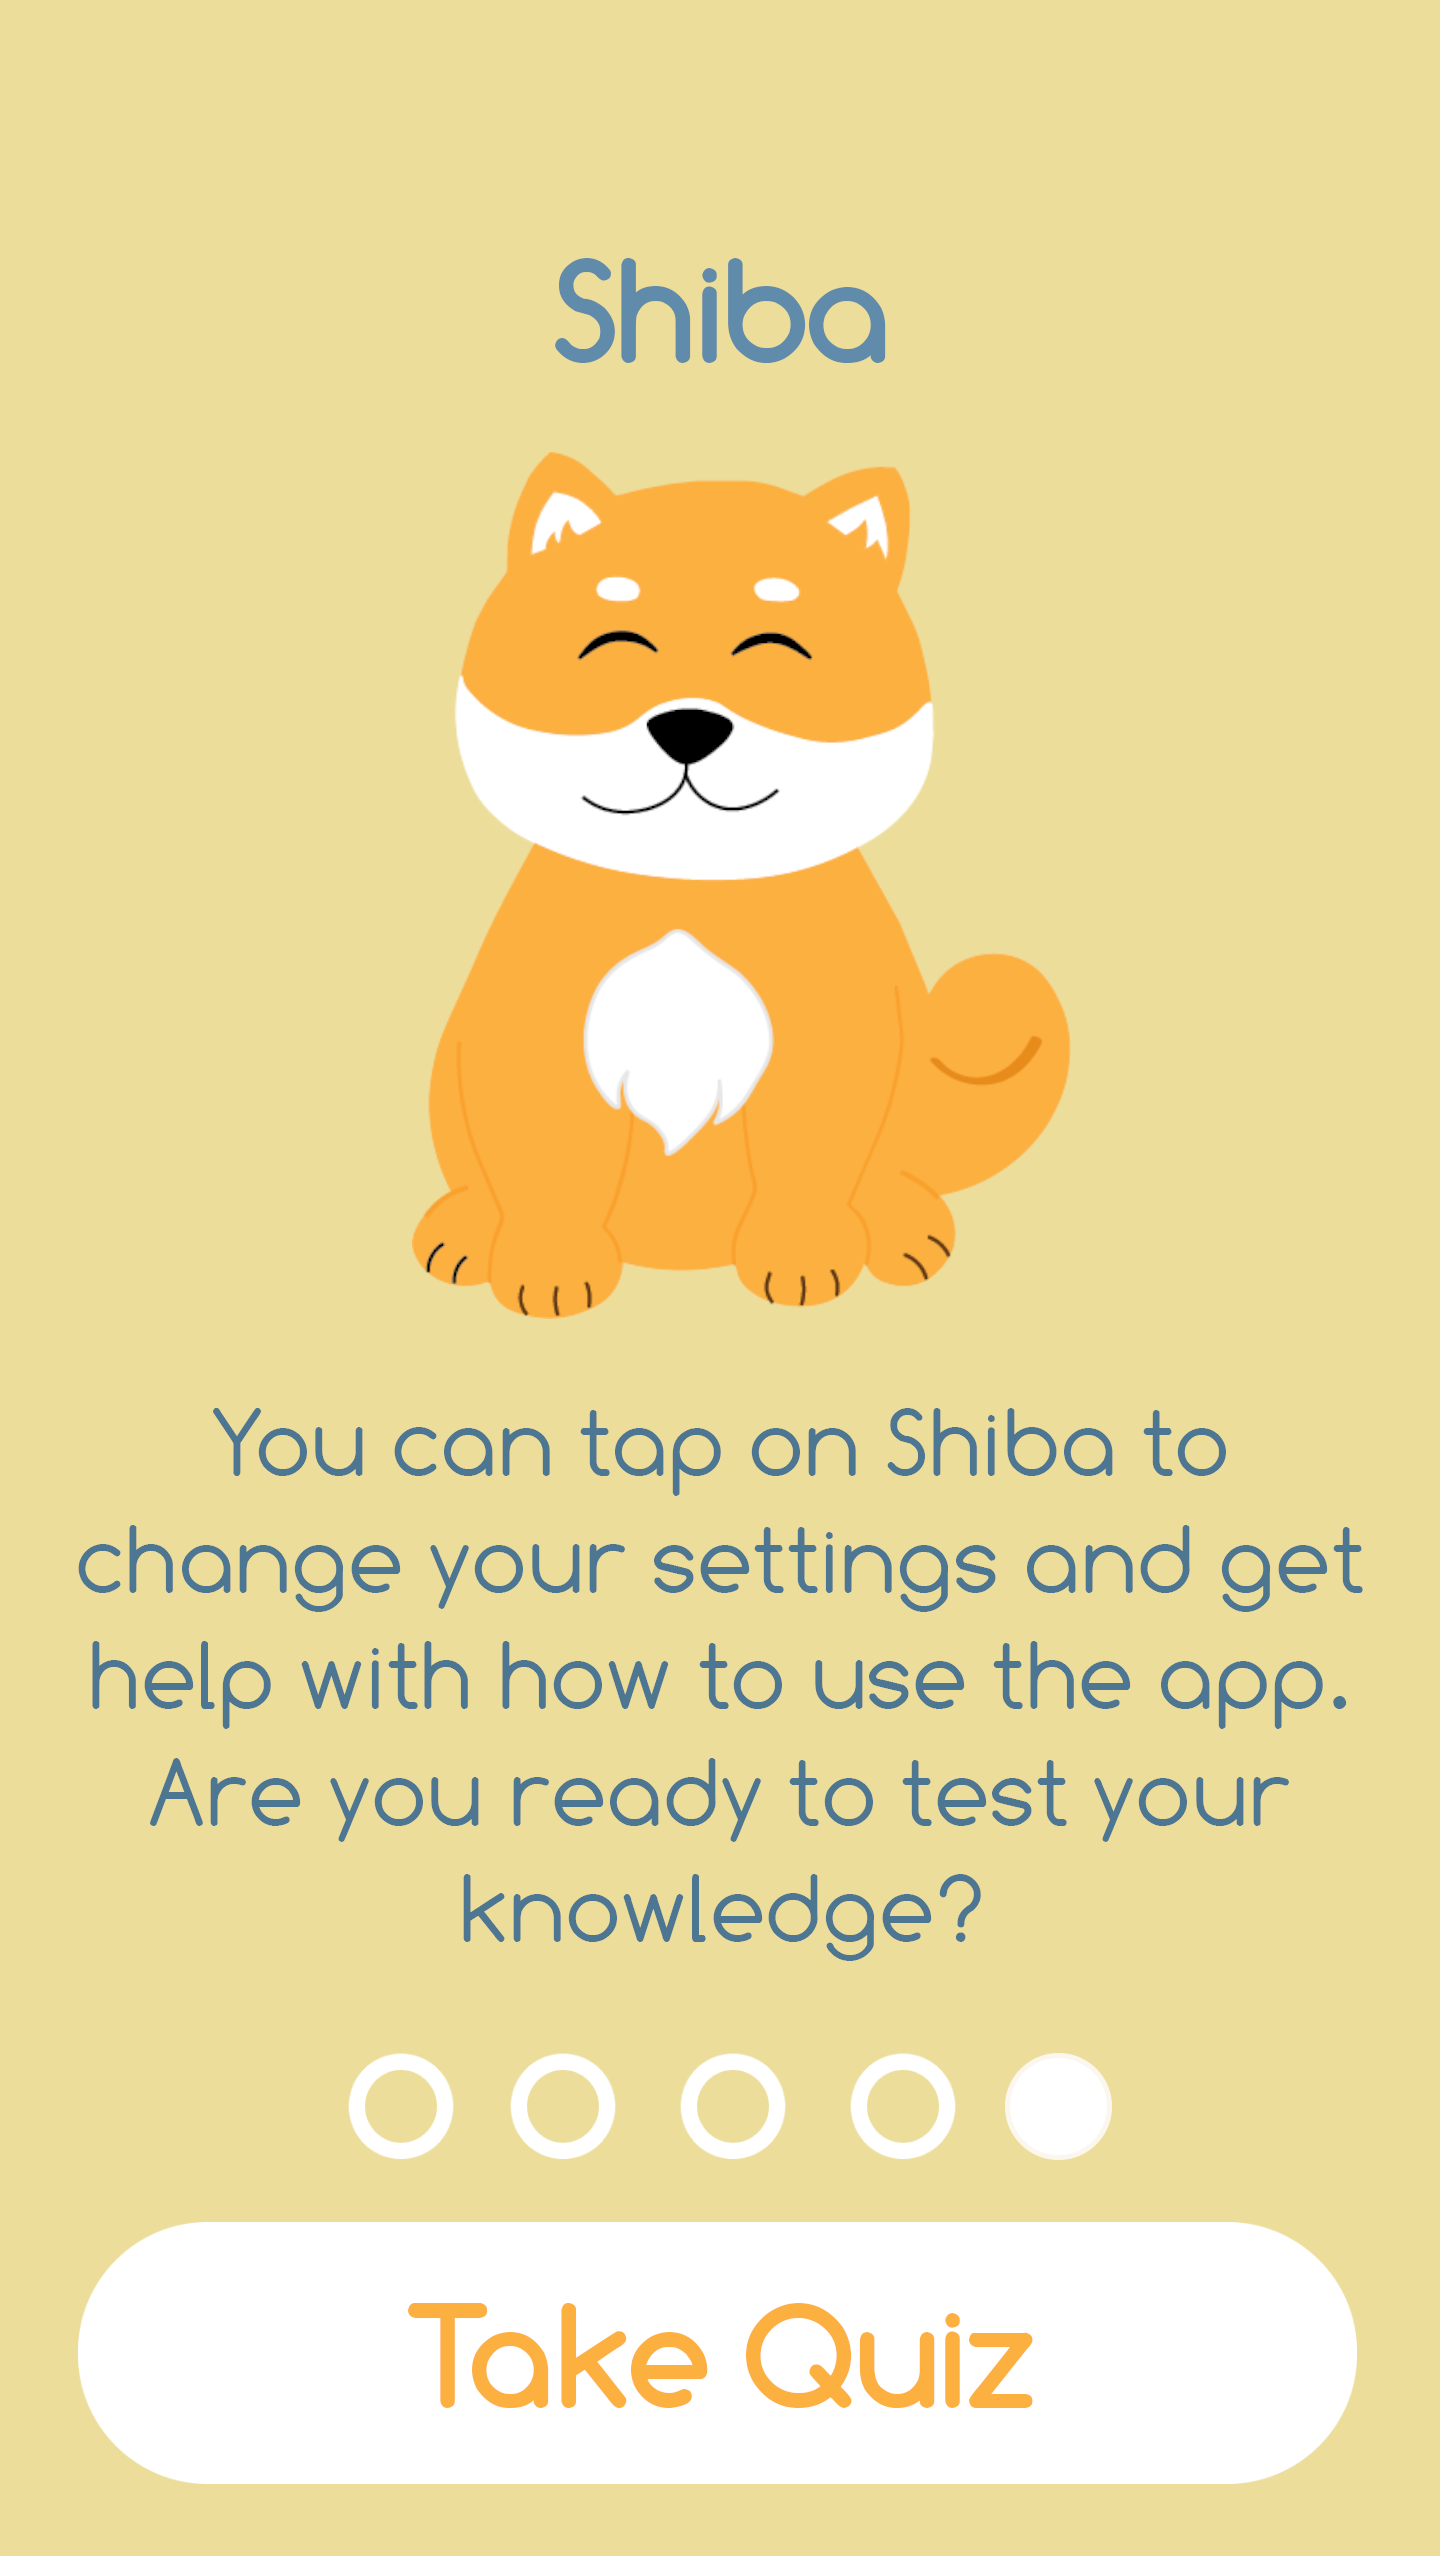 Shiba
You can tap on Shiba to
change your settings and get
help with how to use the app.
Are you ready to test your
knowledge?
Take Quiz